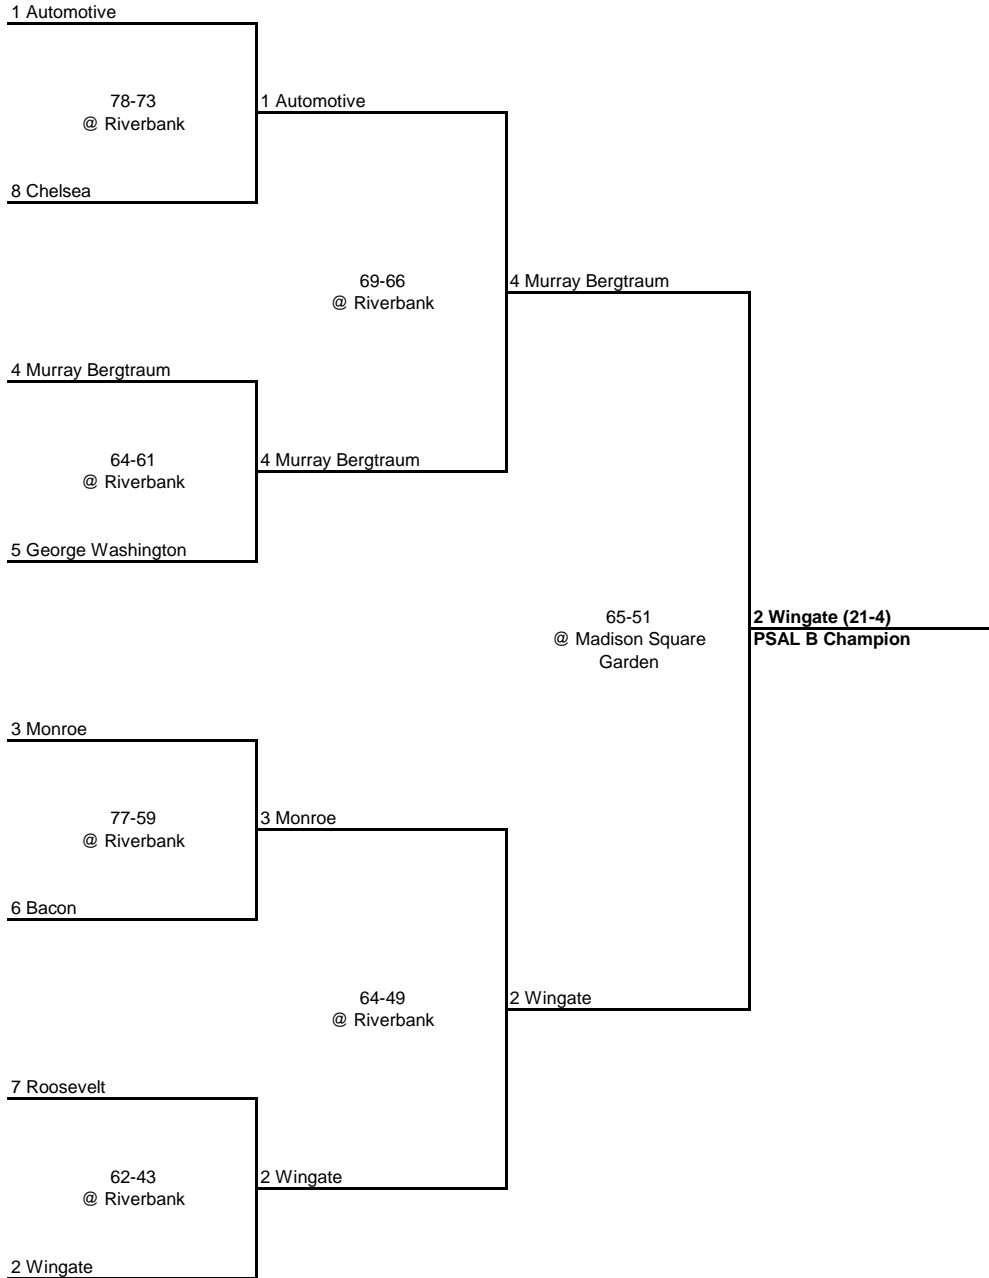 1 Automotive
78-73
@ Riverbank
1 Automotive
8 Chelsea
69-66
@ Riverbank
4 Murray Bergtraum
4 Murray Bergtraum
64-61
@ Riverbank
4 Murray Bergtraum
5 George Washington
65-51
@ Madison Square
Garden
2 Wingate (21-4)
PSAL B Champion
3 Monroe
77-59
@ Riverbank
3 Monroe
6 Bacon
64-49
@ Riverbank
2 Wingate
7 Roosevelt
62-43
@ Riverbank
2 Wingate
2 Wingate